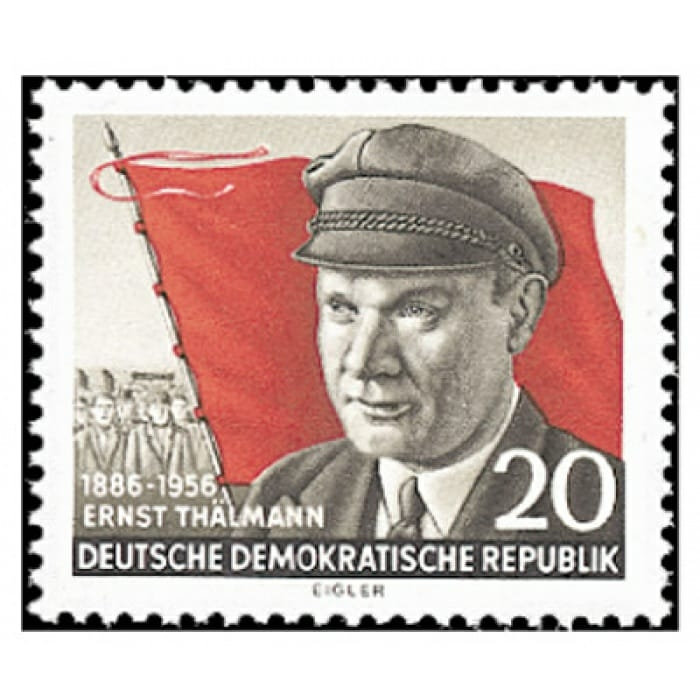 1886-1956
ERNST THÄLMANN
20
DEUTSCHE DEMOKRATISCHE REPUBLIK
EIGLER